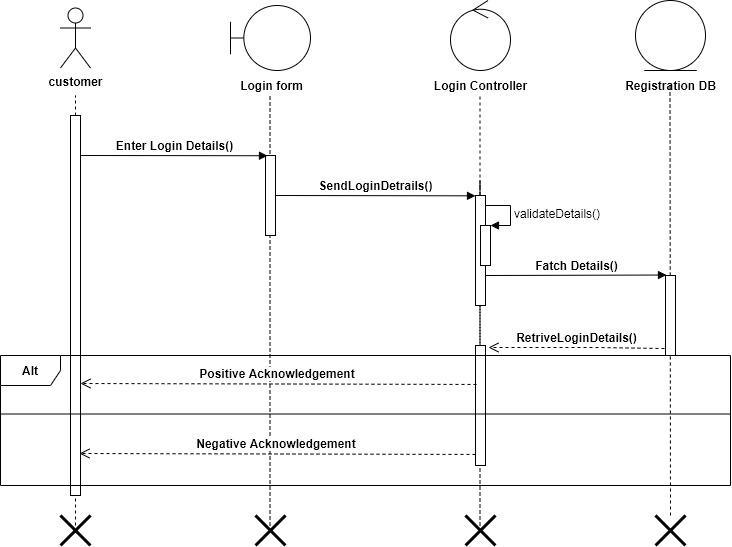 customer
Login form
Login Controller
Registration DB
Enter Login Details()
SendLoginDetrails()
validateDetails()
Fatch Details()
RetriveLoginDetails()
Alt
Positive Acknowledgement
Negative Acknowledgement